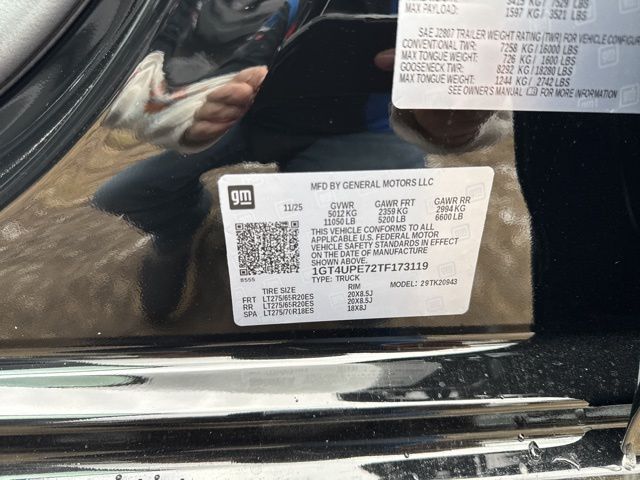 MAX PAYLOAD: 1597 KG / 3521 LBS
SAE J2807 TRAILER WEIGHT RATING (TWR) FOR VEHICLE CONFIGUR
CONVENTIONAL TWR: 7258 KG / 16000 LBS
MAX TONGUE WEIGHT: 726 KG / 1600 LBS
GOOSENECK TWR: 8292 KG / 18280 LBS
MAX TONGUE WEIGHT: 1244 KG / 2742 LBS
SEE OWNER'S MANUAL FOR MORE INFORMATION
gm
MFD BY GENERAL MOTORS LLC
11/25 GVWR GAWR FRT GAWR RR
5012 KG 2359 KG 2994 KG
11050 LB 5200 LB 6600 LB
THIS VEHICLE CONFORMS TO ALL
APPLICABLE U.S. FEDERAL MOTOR
VEHICLE SAFETY STANDARDS IN EFFECT
ON THE DATE OF MANUFACTURE SHOWN ABOVE.
1GT4UPE72TF173119
TYPE: TRUCK MODEL: 29TK20943
TIRE SIZE RIM
FRT LT275/65R20ES 20X8.5J
RR LT275/65R20ES 20X8.5J
SPA LT275/70R18ES 18X8J